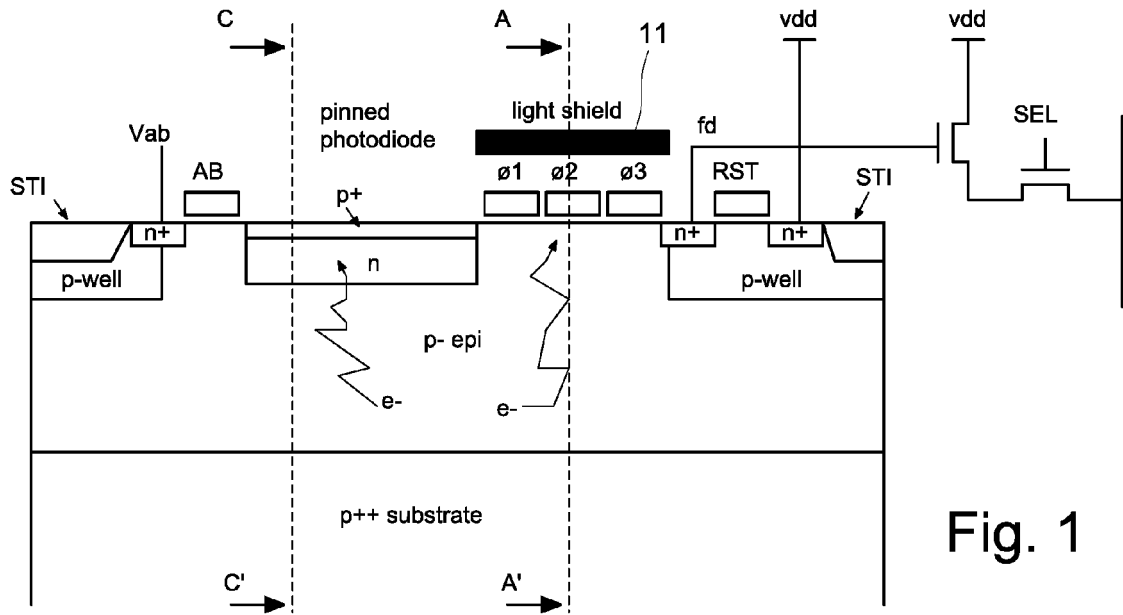 C
A
11
vdd
vdd
pinned
photodiode
light shield
Vab
fd
SEL
AB
ø1
ø2
ø3
RST
STI
STI
p+
n+
n+
n+
n
p-well
p-well
p- epi
e-
e-
p++ substrate
Fig. 1
C'
A'